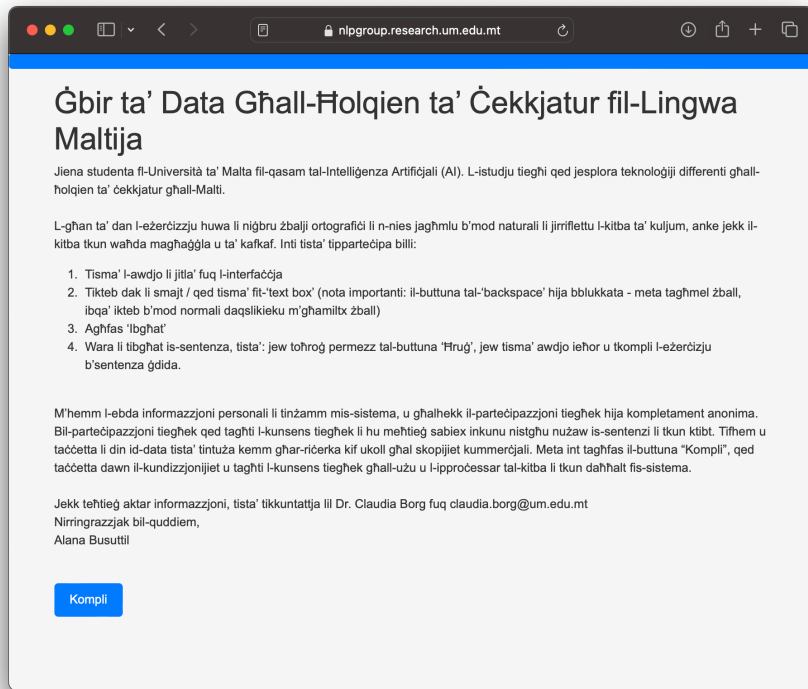 nlpgroup.research.um.edu.mt
Ġbir ta’ Data Għall-Ħolqien ta’ Ċekkjatur fil-Lingwa
Maltija
Jiena studenta fl-Università ta’ Malta fil-qasam tal-Intelliġenza Artifiċjali (AI). L-istudju tiegħi qed jesplora teknoloġiji differenti għall-
ħolqien ta’ ċekkjatur għall-Malti.
L-għan ta’ dan l-eżerċizzju huwa li niġbru żbalji ortografiċi li n-nies jagħmlu b’mod naturali li jirriflettu l-kitba ta’ kuljum, anke jekk il-
kitba tkun waħda magħaġġla u ta’ kafkaf. Inti tista’ tipparteċipa billi:
1. Tisma’ l-awdjo li jitla’ fuq l-interfaċċja
2. Tikteb dak li smajt / qed tisma’ fit-‘text box’ (nota importanti: il-buttuna tal-‘backspace’ hija bblukkata - meta tagħmel żball,
ibqa’ ikteb b’mod normali daqslikieku m’għamiltx żball)
3. Agħfas ‘Ibgħat’
4. Wara li tibgħat is-sentenza, tista’: jew toħroġ permezz tal-buttuna ‘Ħruġ’, jew tisma’ awdjo ieħor u tkompli l-eżerċizzju
b’sentenza ġdida.
M’hemm l-ebda informazzjoni personali li tinżamm mis-sistema, u għalhekk il-parteċipazzjoni tiegħek hija kompletament anonima.
Bil-parteċipazzjoni tiegħek qed tagħti l-kunsens tiegħek li hu meħtieġ sabiex inkunu nistgħu nużaw is-sentenzi li tkun ktibt. Tifhem u
taċċetta li din id-data tista’ tintuża kemm għar-riċerka kif ukoll għal skopijiet kummerċjali. Meta int tagħfas il-buttuna “Kompli”, qed
taċċetta dawn il-kundizzjonijiet u tagħti l-kunsens tiegħek għall-użu u l-ipproċessar tal-kitba li tkun daħħalt fis-sistema.
Jekk teħtieġ aktar informazzjoni, tista’ tikkuntattja lil Dr. Claudia Borg fuq claudia.borg@um.edu.mt
Nirringrazzjak bil-quddiem,
Alana Busuttil
Kompli